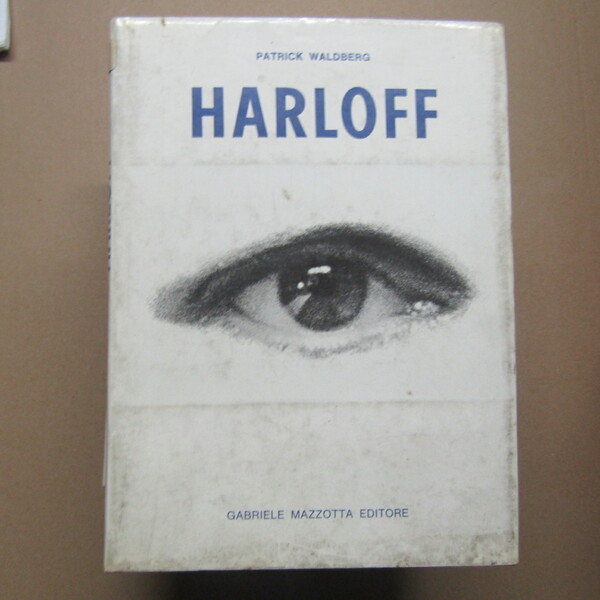 PATRICK WALDBERG
HARLOFF
GABRIELE MAZZOTTA EDITORE